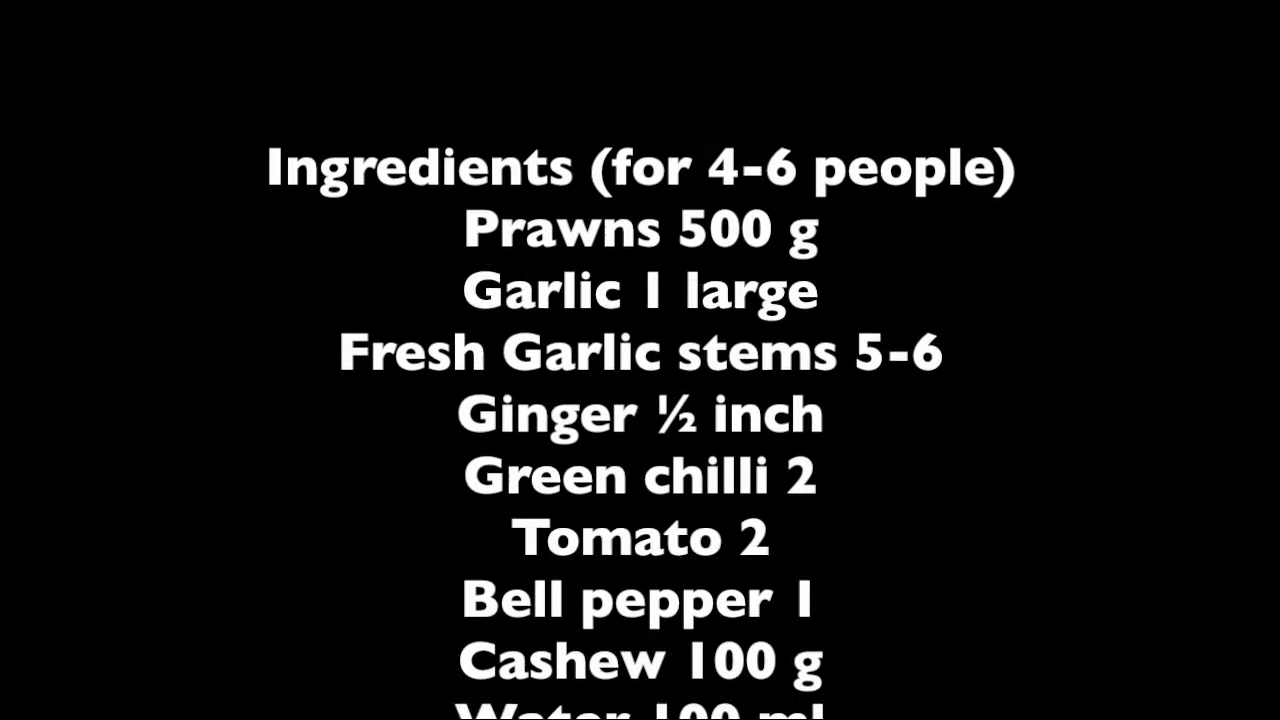 Ingredients (for 4-6 people)
Prawns 500 g
Garlic 1 large
Fresh Garlic stems 5-6
Ginger ½ inch
Green chilli 2
Tomato 2
Bell pepper 1
Cashew 100 g
Water 100 ml